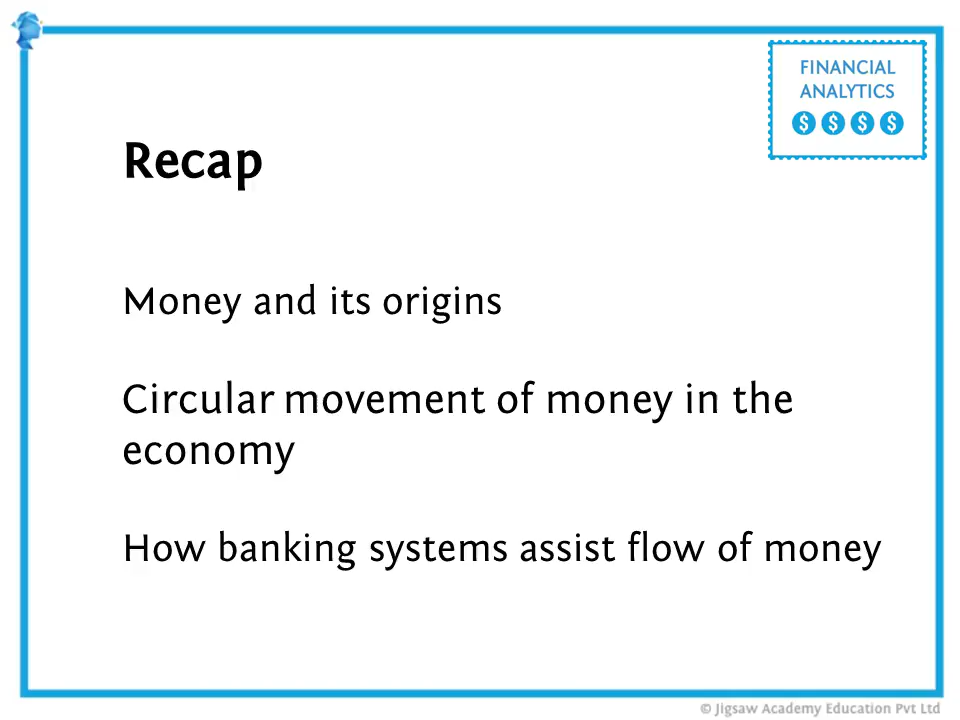 FINANCIAL
ANALYTICS
$ $ $ $
Recap
Money and its origins
Circular movement of money in the
economy
How banking systems assist flow of money
© Jigsaw Academy Education Pvt Ltd